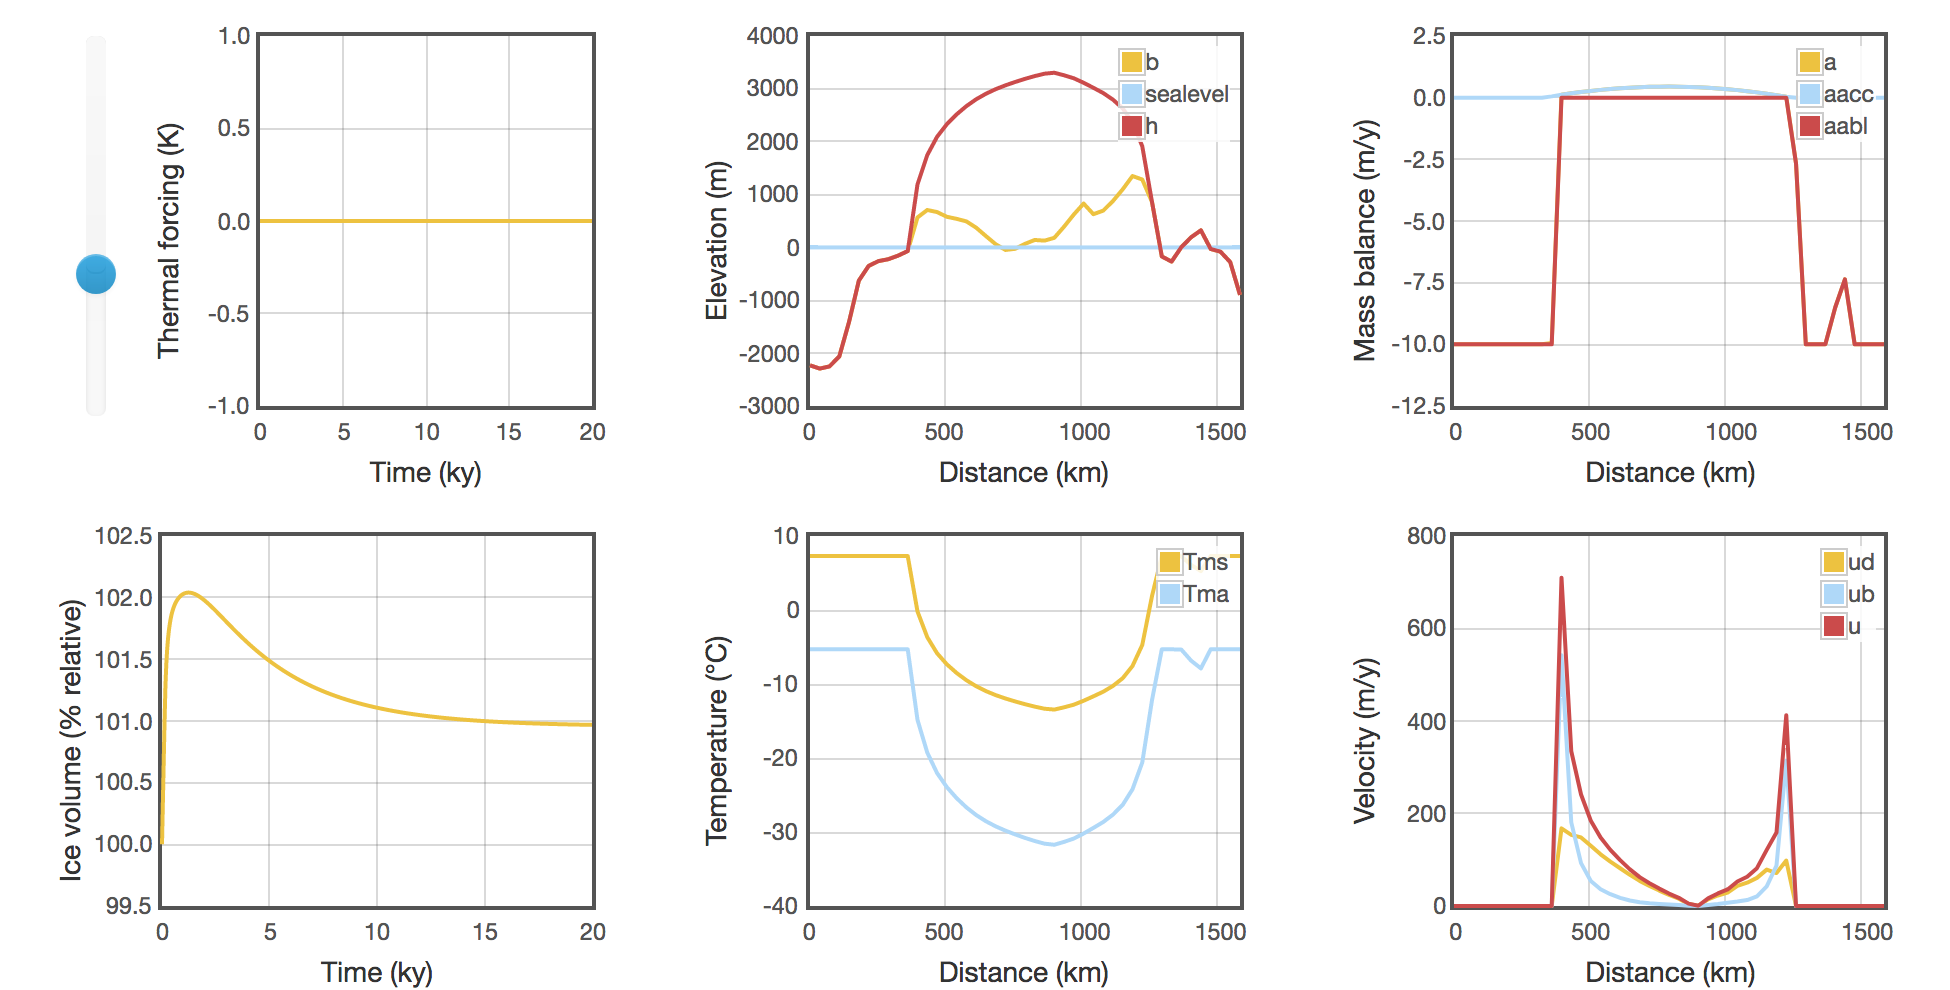 1.0
0.5
0.0
-0.5
-1.0
0 5 10 15 20
Thermal forcing (K)
Time (ky)
4000
3000
2000
1000
0
-1000
-2000
-3000
0 500 1000 1500
Elevation (m)
Distance (km)
b
sealevel
h
2.5
0.0
-2.5
-5.0
-7.5
-10.0
-12.5
0 500 1000 1500
Mass balance (m/y)
Distance (km)
a
aacc
aabl
102.5
102.0
101.5
101.0
100.5
100.0
99.5
0 5 10 15 20
Ice volume (% relative)
Time (ky)
10
0
-10
-20
-30
-40
0 500 1000 1500
Temperature (°C)
Distance (km)
Tms
Tma
800
600
400
200
0
0 500 1000 1500
Velocity (m/y)
Distance (km)
ud
ub
u